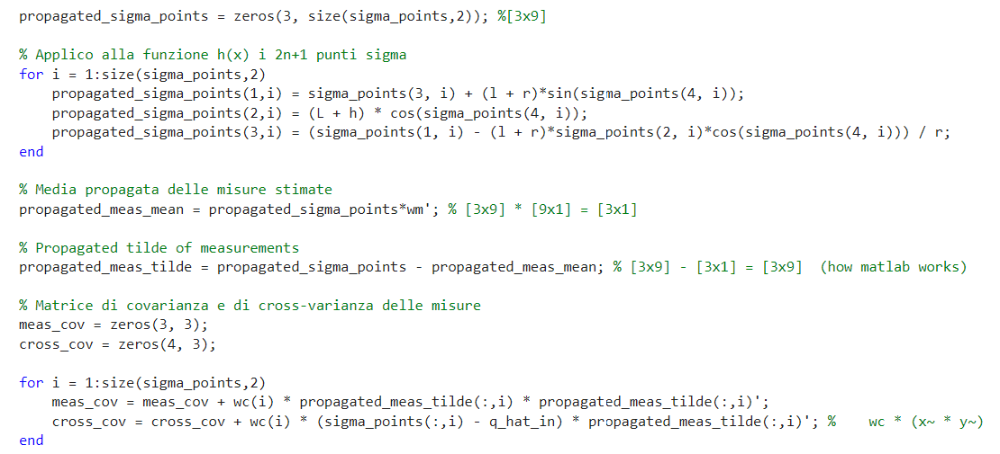 propagated_sigma_points = zeros(3, size(sigma_points,2)); %[3x9]
% Applico alla funzione h(x) i 2n+1 punti sigma
for i = 1:size(sigma_points,2)
propagated_sigma_points(1,i) = sigma_points(3, i) + (l + r)*sin(sigma_points(4, i));
propagated_sigma_points(2,i) = (L + h) * cos(sigma_points(4, i));
propagated_sigma_points(3,i) = (sigma_points(1, i) - (l + r)*sigma_points(2, i)*cos(sigma_points(4, i))) / r;
end
% Media propagata delle misure stimate
propagated_meas_mean = propagated_sigma_points*wm'; % [3x9] * [9x1] = [3x1]
% Propagated tilde of measurements
propagated_meas_tilde = propagated_sigma_points - propagated_meas_mean; % [3x9] - [3x1] = [3x9]  (how matlab works)
% Matrice di covarianza e di cross-varianza delle misure
meas_cov = zeros(3, 3);
cross_cov = zeros(4, 3);
for i = 1:size(sigma_points,2)
meas_cov = meas_cov + wc(i) * propagated_meas_tilde(:,i) * propagated_meas_tilde(:,i)';
cross_cov = cross_cov + wc(i) * (sigma_points(:,i) - q_hat_in) * propagated_meas_tilde(:,i)'; %    wc * (x~ * y~)
end